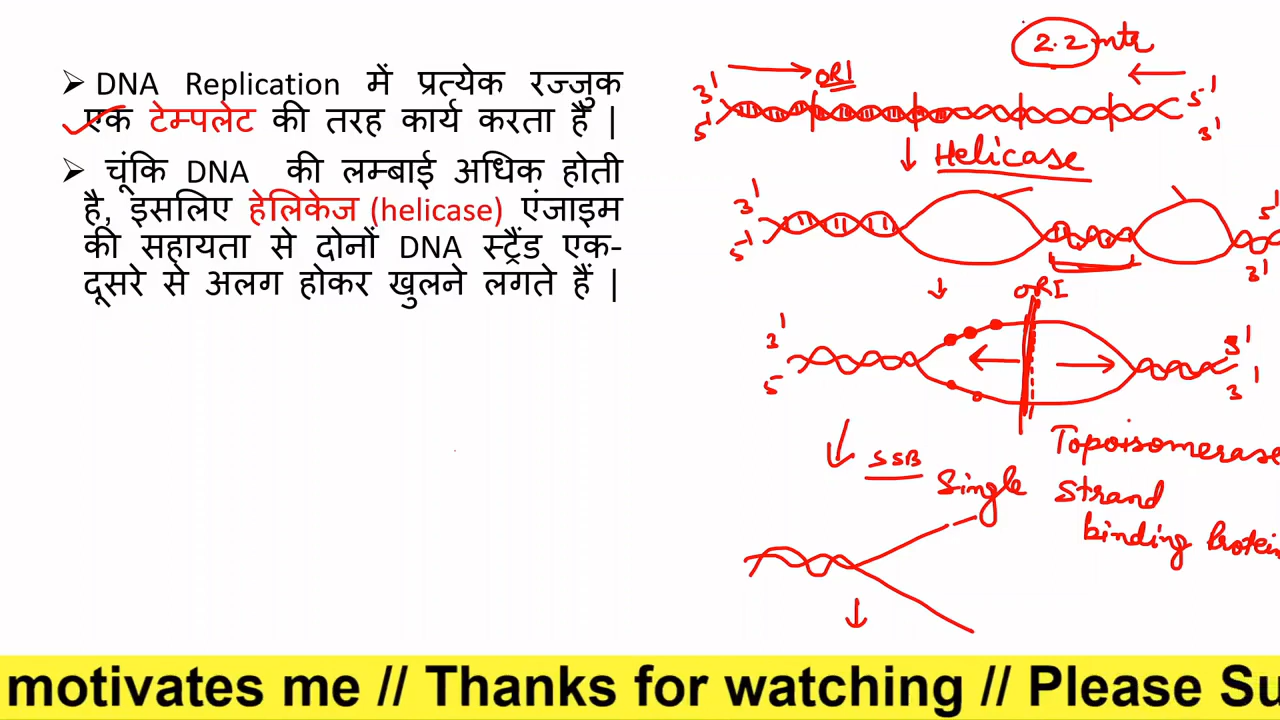 ➢ DNA Replication में प्रत्येक रज्जुक
एक टेम्पलेट की तरह कार्य करता है |
➢ चूंकि DNA की लम्बाई अधिक होती
है, इसलिए हेलिकेज (helicase) एंजाइम
की सहायता से दोनों DNA स्ट्रैंड एक-
दूसरे से अलग होकर खुलने लगते हैं |
2.2 mtr
ORI
3' 5'
5' 3'
Helicase
3' 5'
5' 3'
ORI
3' 5'
5 3'
Topoisomerase
SSB
Single Strand
binding Protein
motivates me // Thanks for watching // Please Su